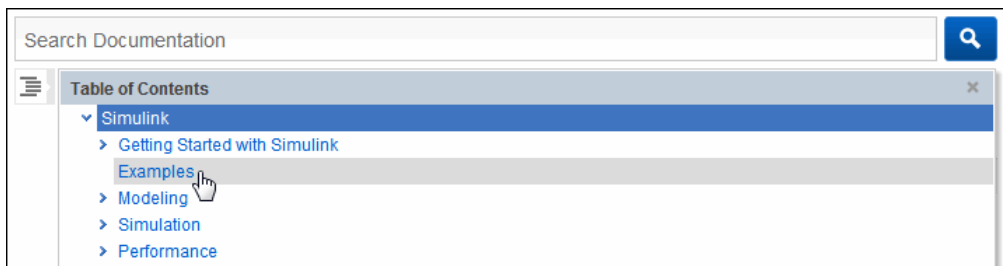 Search Documentation
Table of Contents
Simulink
Getting Started with Simulink
Examples
Modeling
Simulation
Performance